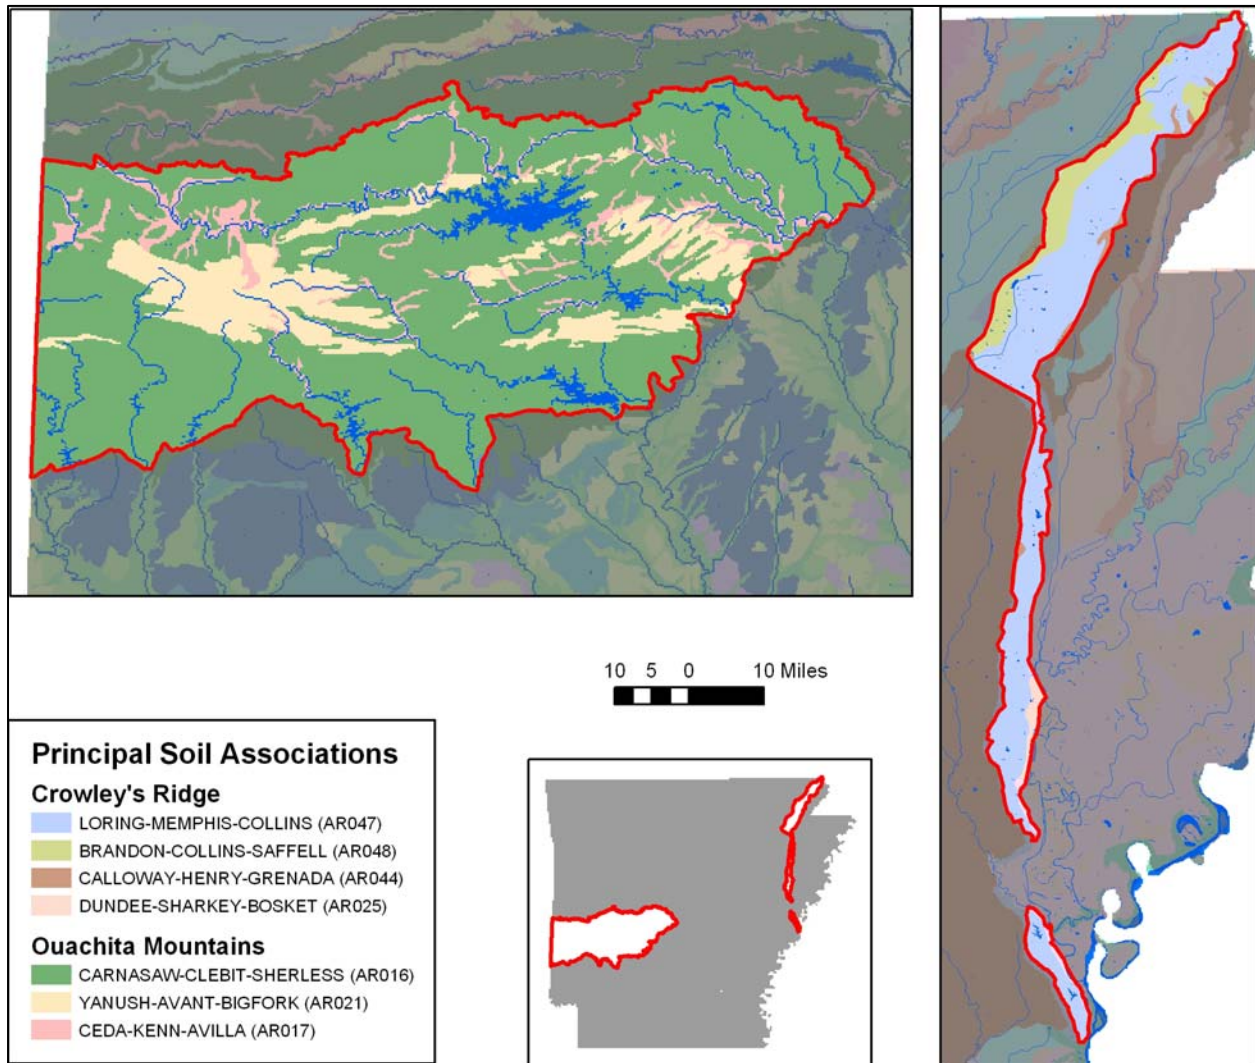 10 5 0 10 Miles
Principal Soil Associations
Crowley's Ridge
LORING-MEMPHIS-COLLINS (AR047)
BRANDON-COLLINS-SAFFELL (AR048)
CALLOWAY-HENRY-GRENADA (AR044)
DUNDEE-SHARKEY-BOSKET (AR025)
Ouachita Mountains
CARNASAW-CLEBIT-SHERLESS (AR016)
YANUSH-AVANT-BIGFORK (AR021)
CEDA-KENN-AVILLA (AR017)